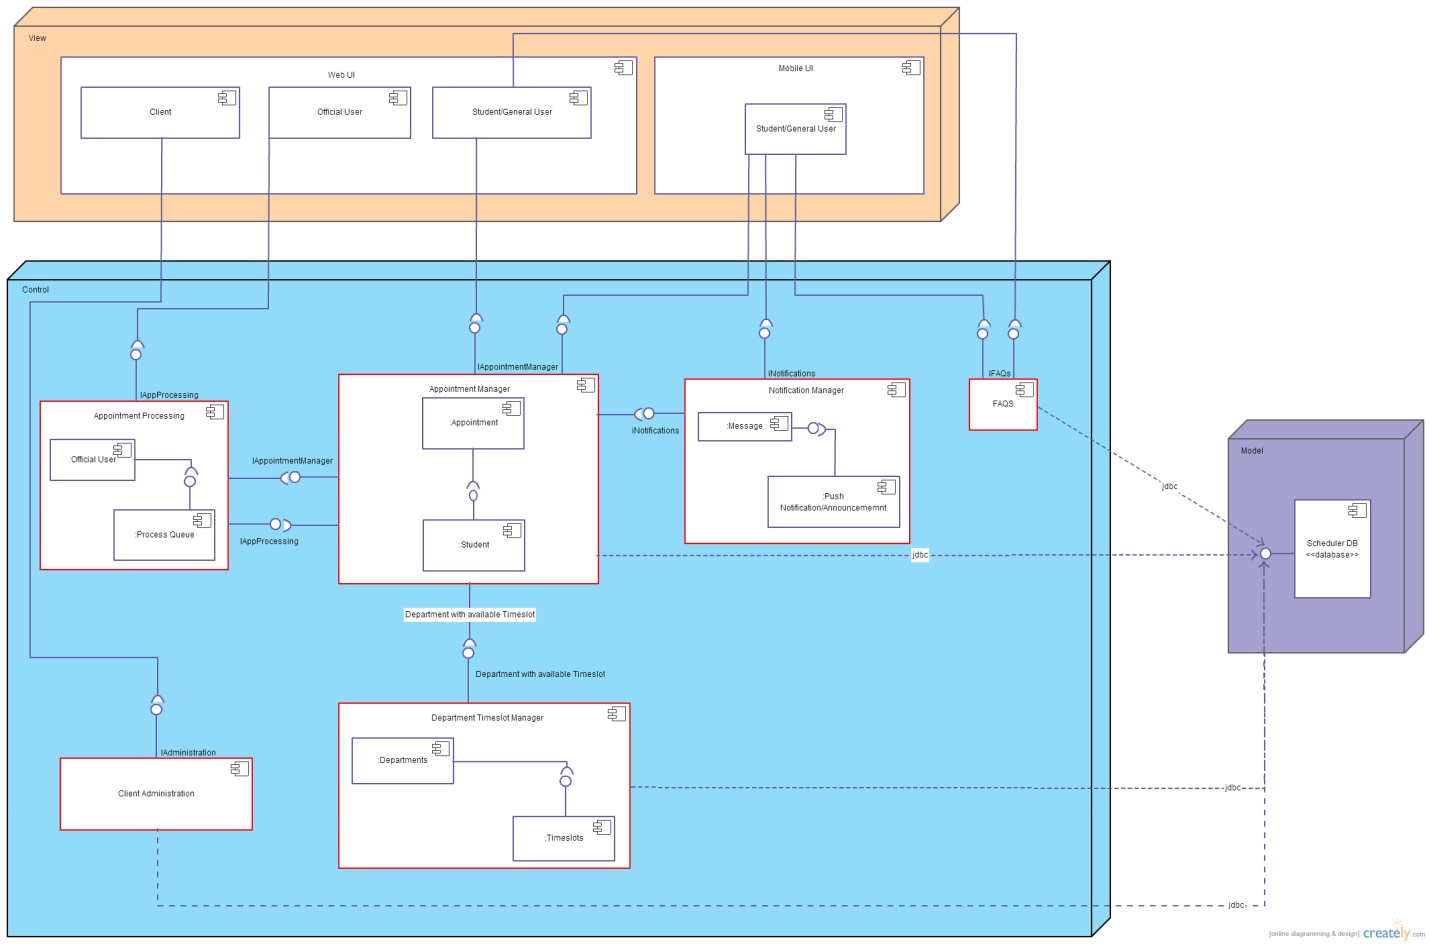 View
Web UI
Mobile UI
Client
Official User
Student/General User
Student/General User
Control
IAppointmentManager
iNotifications
IFAQs
IAppProcessing
Appointment Manager
Notification Manager
FAQS
Appointment Processing
:Appointment
:Message
iNotifications
:Official User
IAppointmentManager
:Push
Notification/Announcememnt
:Process Queue
IAppProcessing
:Student
jdbc
jdbc
Model
Scheduler DB
<<database>>
Department with available Timeslot
Department with available Timeslot
Department Timeslot Manager
:Departments
IAdministration
Client Administration
jdbc
:Timeslots
jdbc
[online diagramming & design] creately.com